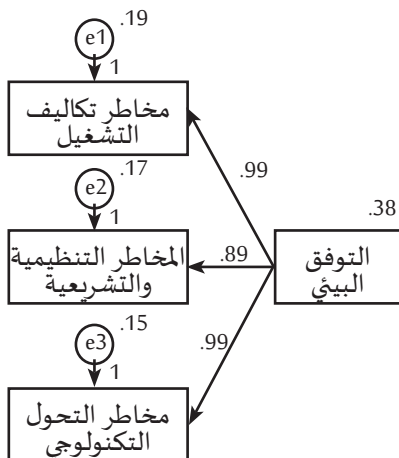 .19
e1
1
مخاطر تكاليف
التشغيل
.99
.17
e2
1
.38
المخاطر التنظيمية
والتشريعية
.89
التوفق
البيئي
.15
e3
.99
1
مخاطر التحول
التكنولوجي